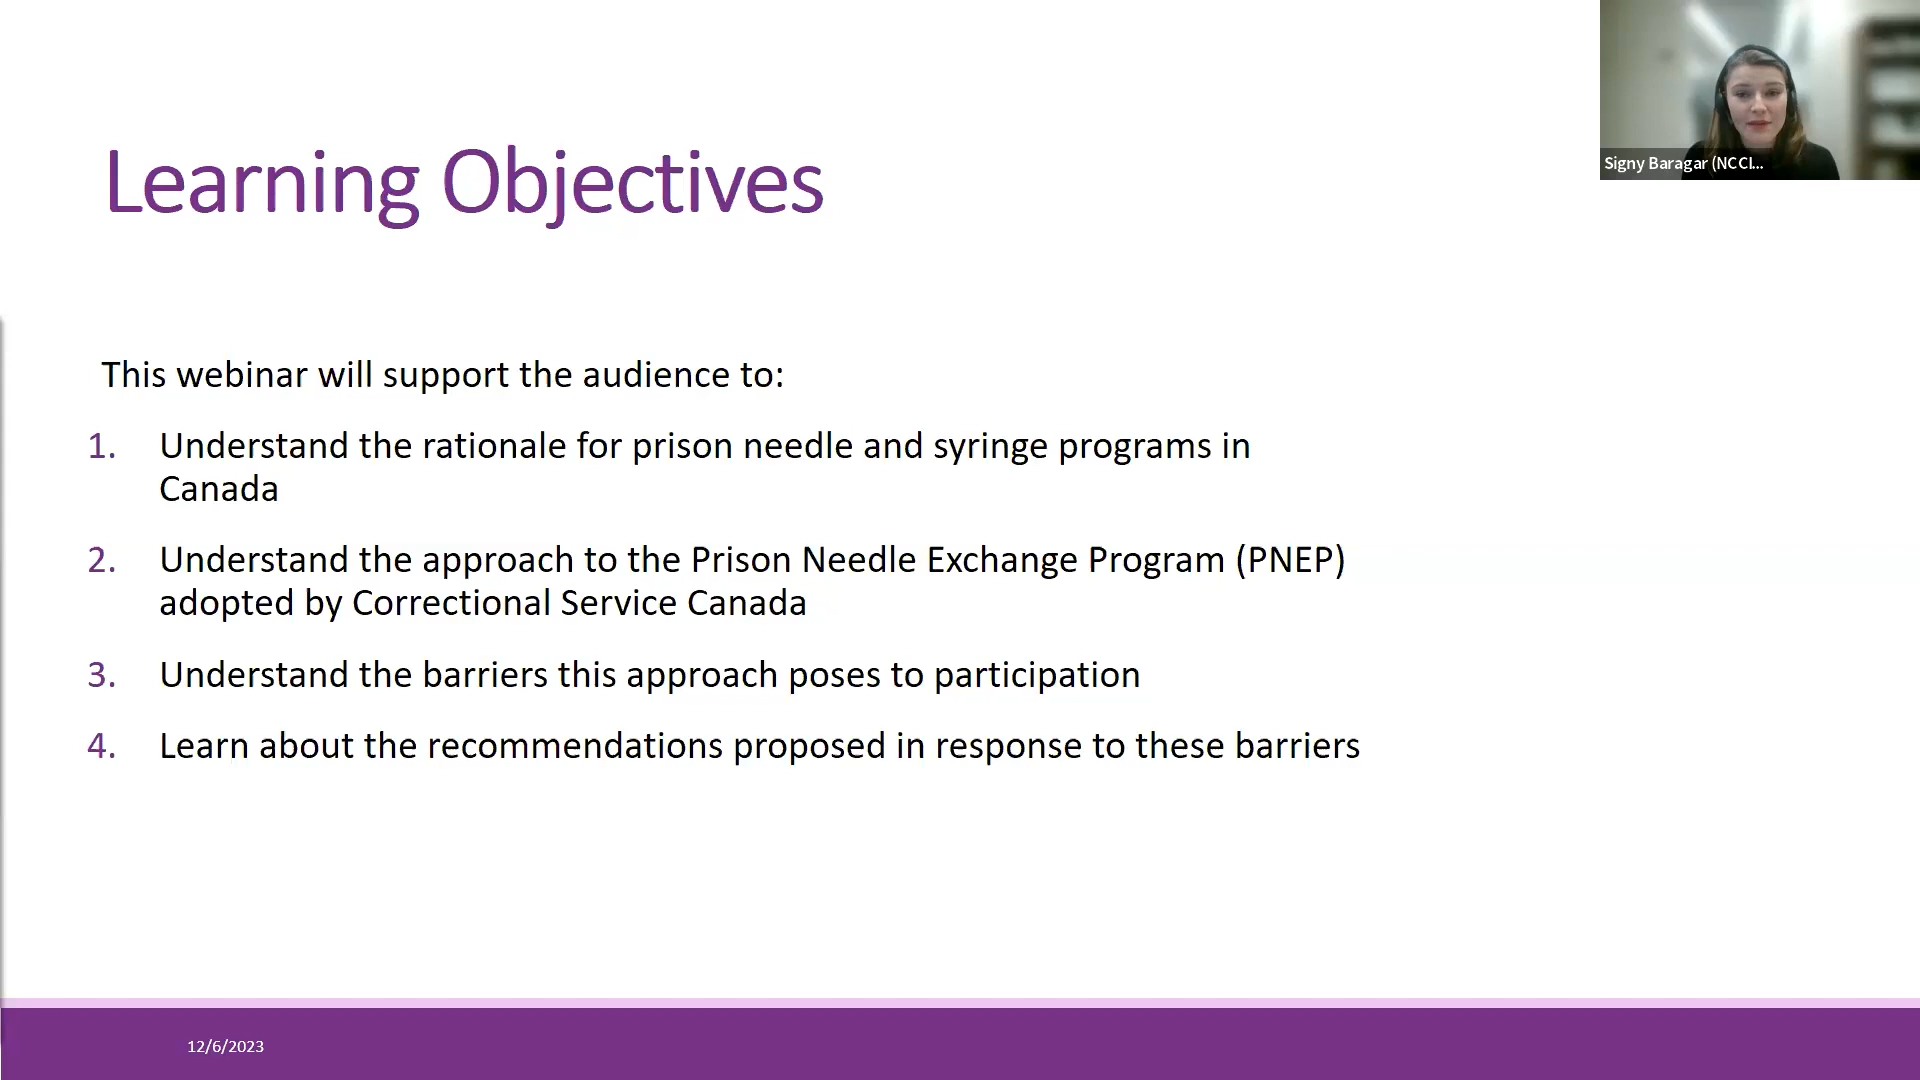 Learning Objectives
Signy Baragar (NCCI...
This webinar will support the audience to:
1. Understand the rationale for prison needle and syringe programs in
Canada
2. Understand the approach to the Prison Needle Exchange Program (PNEP)
adopted by Correctional Service Canada
3. Understand the barriers this approach poses to participation
4. Learn about the recommendations proposed in response to these barriers
12/6/2023